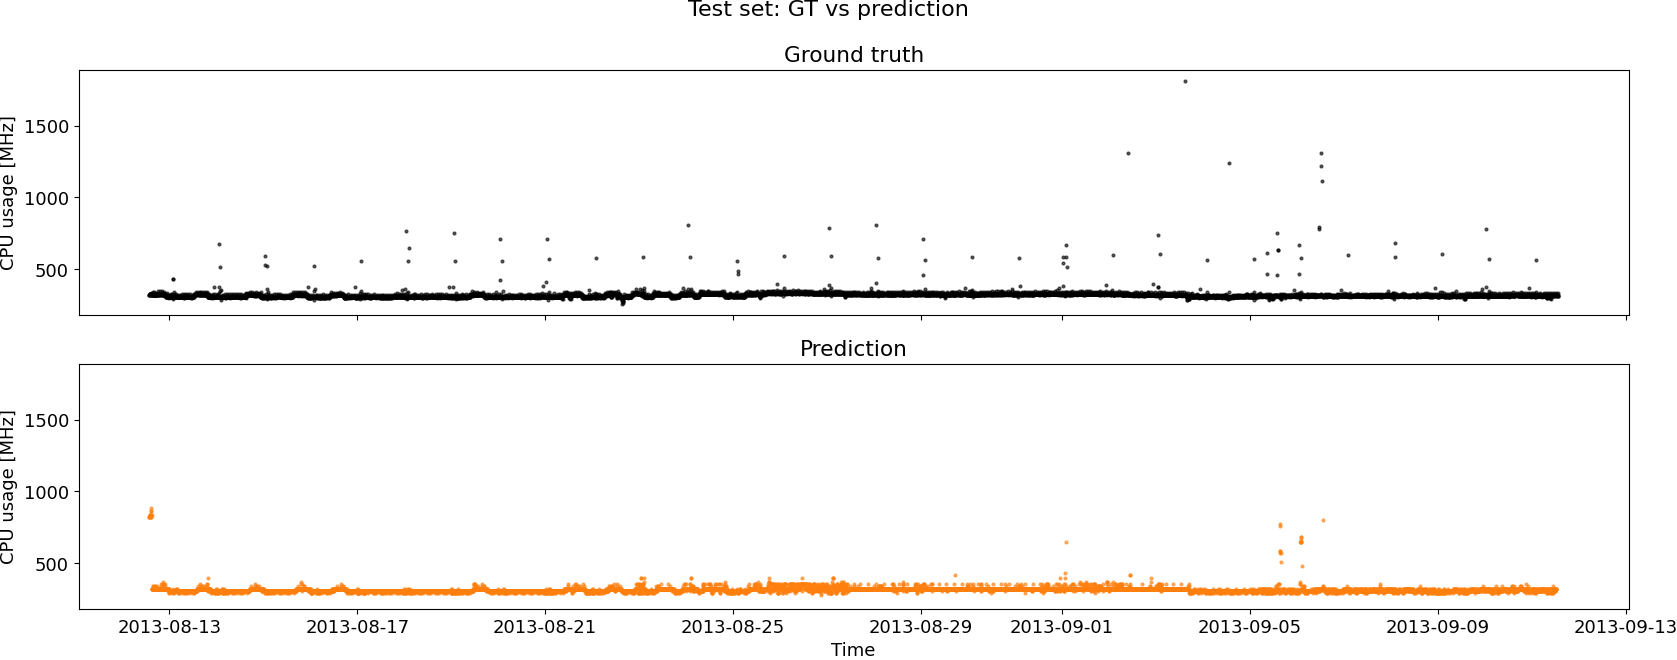 Test set: GT vs prediction
Ground truth
CPU usage [MHz]
1500
1000
500
Prediction
CPU usage [MHz]
1500
1000
500
2013-08-13 2013-08-17 2013-08-21 2013-08-25 2013-08-29 2013-09-01 2013-09-05 2013-09-09 2013-09-13
Time